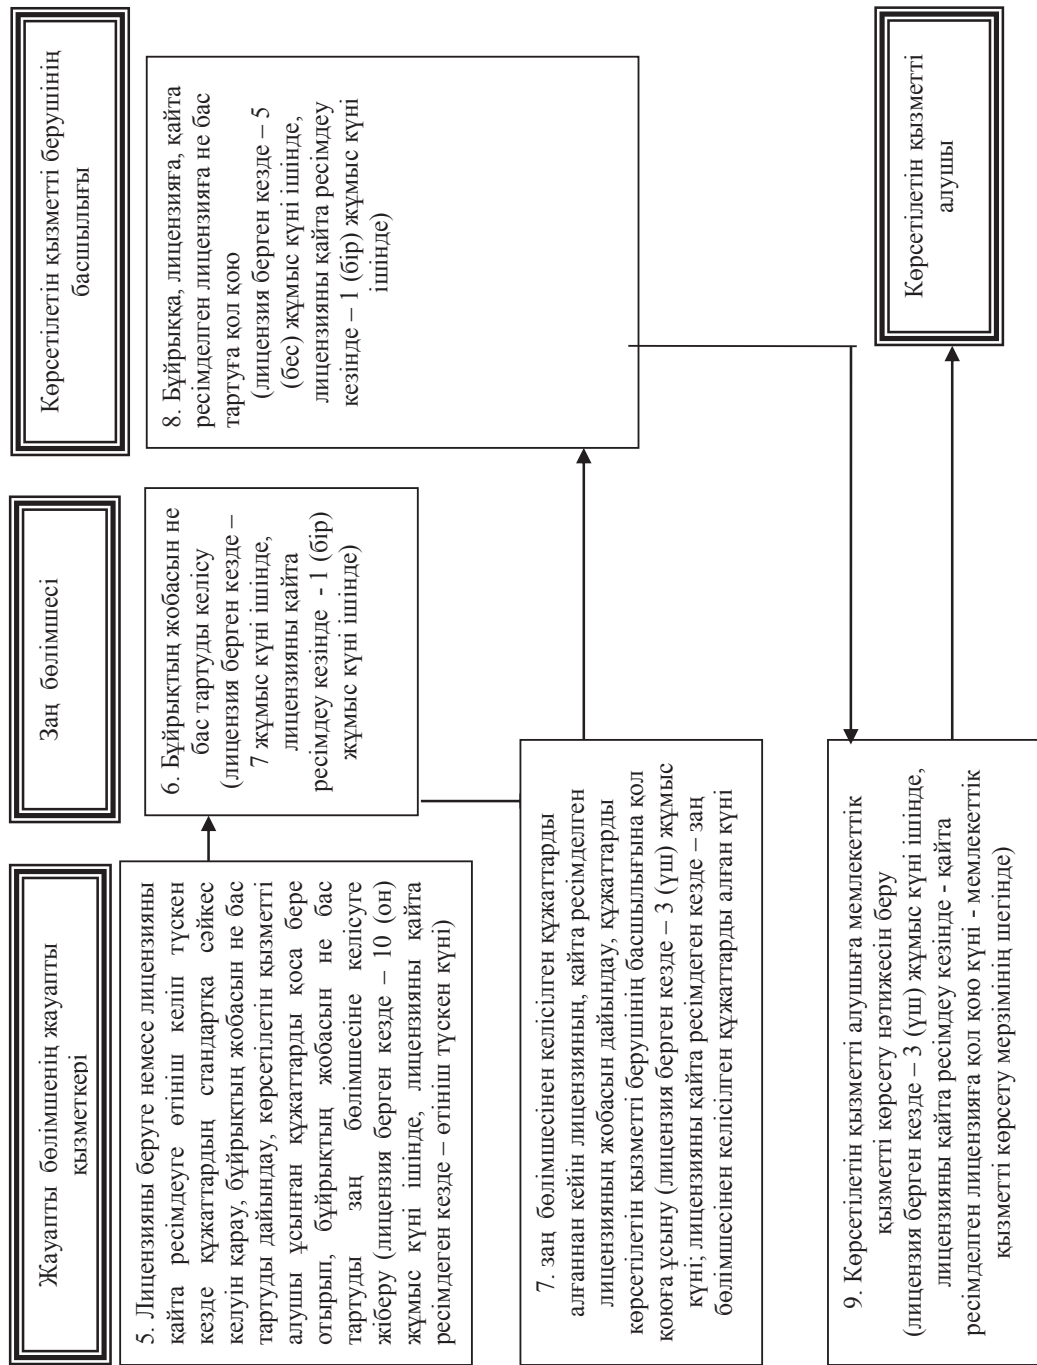 Жауапты бөлімшенің жауапты
қызметкері
Заң бөлімшесі
Көрсетілетін қызметті берушінің
басшылығы
5. Лицензияны беруге немесе лицензияны
қайта ресімдеуге өтініш келіп түскен
кезде құжаттардың стандартқа сәйкес
келуін қарау, бұйрықтың жобасын не бас
тартуды дайындау, көрсетілетін қызметті
алушы ұсынған құжаттарды қоса бере
отырып, бұйрықтың жобасын не бас
тартуды заң бөлімшесіне келісуге
жіберу (лицензия берген кезде – 10 (он)
жұмыс күні ішінде, лицензияны қайта
ресімдеген кезде – өтініш түскен күні)
6. Бұйрықтың жобасын не
бас тартуды келісу
(лицензия берген кезде –
7 жұмыс күні ішінде,
лицензияны қайта
ресімдеу кезінде - 1 (бір)
жұмыс күні ішінде)
8. Бұйрыққа, лицензияға, қайта
ресімделген лицензияға не бас
тартуға қол қою
(лицензия берген кезде – 5
(бес) жұмыс күні ішінде,
лицензияны қайта ресімдеу
кезінде – 1 (бір) жұмыс күні
ішінде)
7. заң бөлімшесінен келісілген құжаттарды
алғаннан кейін лицензияның, қайта ресімделген
лицензияның жобасын дайындау, құжаттарды
көрсетілетін қызметті берушінің басшылығына қол
қоюға ұсыну (лицензия берген кезде – 3 (үш) жұмыс
күні; лицензияны қайта ресімдеген кезде – заң
бөлімшесінен келісілген құжаттарды алған күні
9. Көрсетілетін қызметті алушыға мемлекеттік
қызметті көрсету нәтижесін беру
(лицензия берген кезде – 3 (үш) жұмыс күні ішінде,
лицензияны қайта ресімдеу кезінде - қайта
ресімделген лицензияға қол қою күні - мемлекеттік
қызметті көрсету мерзімінің шегінде)
Көрсетілетін қызметті
алушы